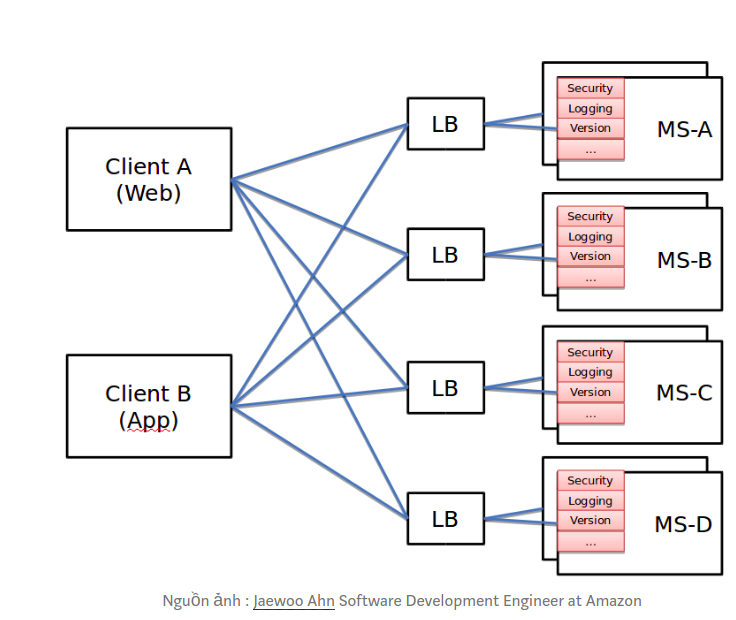 Client A
(Web)
Client B
(App)
LB
LB
LB
LB
Security
Logging
Version
...
MS-A
Security
Logging
Version
...
MS-B
Security
Logging
Version
...
MS-C
Security
Logging
Version
...
MS-D
Nguồn ảnh : Jaewoo Ahn Software Development Engineer at Amazon